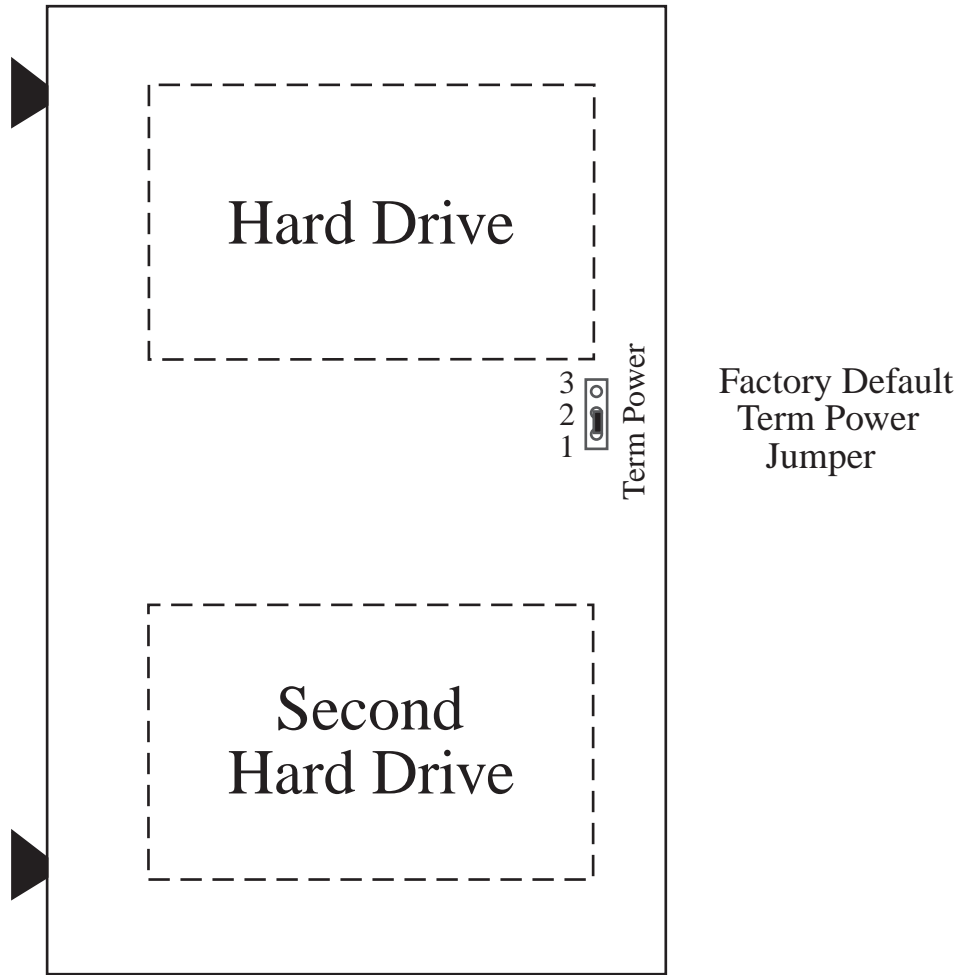 Hard Drive
3
2
1
Term Power
Factory Default
Term Power
Jumper
Second
Hard Drive